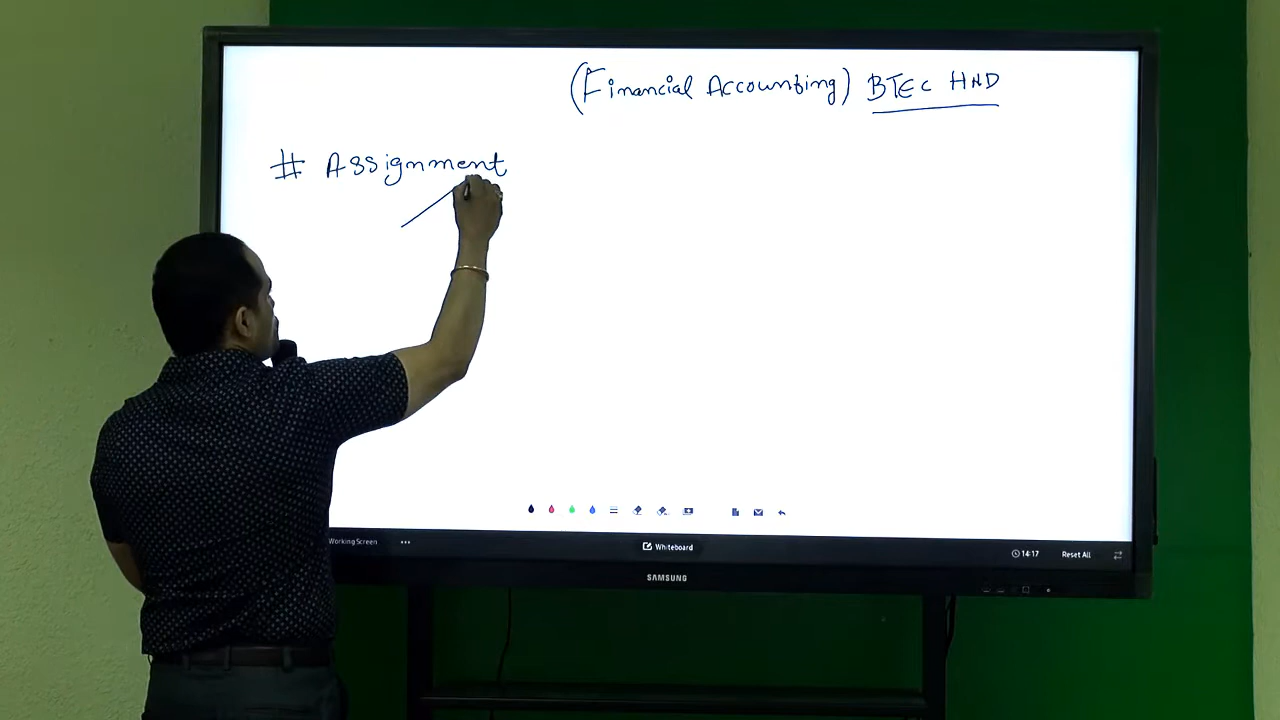 (Financial Accounting) BTEC HND
# Assignment
Working Screen
Whiteboard
14:17
Reset All
SAMSUNG